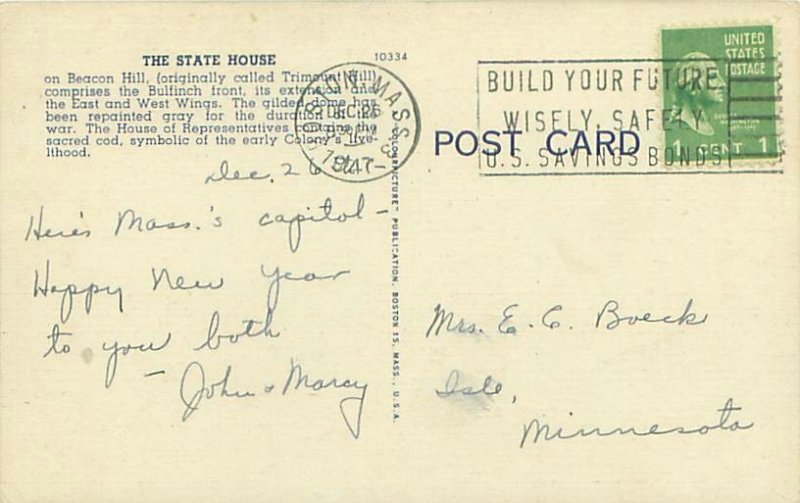 THE STATE HOUSE
10334
on Beacon Hill, (originally called Trimount Hill)
comprises the Bulfinch front, its extension and
the East and West Wings. The gilded dome has
been repainted gray for the duration of the
war. The House of Representatives contains the
sacred cod, symbolic of the early Colony's live-
lihood.
MASS.
DEC 26
1947
BUILD YOUR FUTURE
WISELY, SAFELY
U.S. SAVINGS BONDS
UNITED
STATES
POSTAGE
1 CENT 1
POST CARD
PUBLICATION, BOSTON 15, MASS., U.S.A.
Dec. 26
Here's Mass.'s capitol –
Happy New Year
to you both
– John & Marcy
Mrs. E. C. Boeck
Isle,
Minnesota